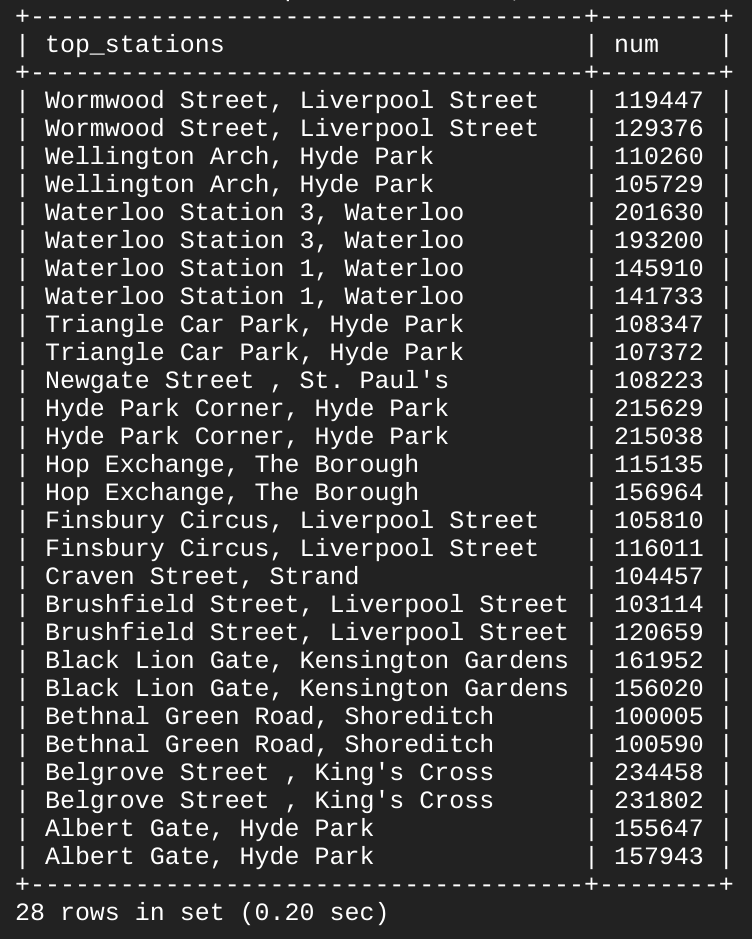 +-------------------------------------+--------+
| top_stations                        | num    |
+-------------------------------------+--------+
| Wormwood Street, Liverpool Street   | 119447 |
| Wormwood Street, Liverpool Street   | 129376 |
| Wellington Arch, Hyde Park          | 110260 |
| Wellington Arch, Hyde Park          | 105729 |
| Waterloo Station 3, Waterloo        | 201630 |
| Waterloo Station 3, Waterloo        | 193200 |
| Waterloo Station 1, Waterloo        | 145910 |
| Waterloo Station 1, Waterloo        | 141733 |
| Triangle Car Park, Hyde Park        | 108347 |
| Triangle Car Park, Hyde Park        | 107372 |
| Newgate Street , St. Paul's         | 108223 |
| Hyde Park Corner, Hyde Park         | 215629 |
| Hyde Park Corner, Hyde Park         | 215038 |
| Hop Exchange, The Borough           | 115135 |
| Hop Exchange, The Borough           | 156964 |
| Finsbury Circus, Liverpool Street   | 105810 |
| Finsbury Circus, Liverpool Street   | 116011 |
| Craven Street, Strand               | 104457 |
| Brushfield Street, Liverpool Street | 103114 |
| Brushfield Street, Liverpool Street | 120659 |
| Black Lion Gate, Kensington Gardens | 161952 |
| Black Lion Gate, Kensington Gardens | 156020 |
| Bethnal Green Road, Shoreditch      | 100005 |
| Bethnal Green Road, Shoreditch      | 100590 |
| Belgrove Street , King's Cross      | 234458 |
| Belgrove Street , King's Cross      | 231802 |
| Albert Gate, Hyde Park              | 155647 |
| Albert Gate, Hyde Park              | 157943 |
+-------------------------------------+--------+
28 rows in set (0.20 sec)